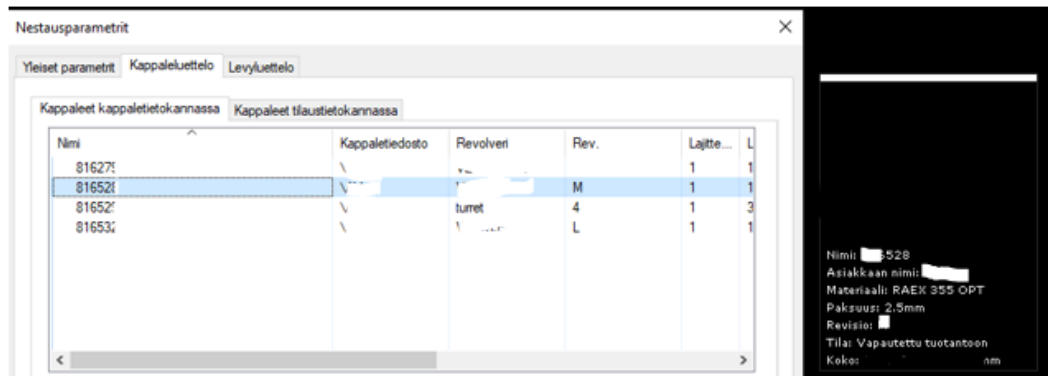 Nestausparametrit
Yleiset parametrit Kappaleluettelo Levyluettelo
Kappaleet kappaletietokannassa Kappaleet tilaustietokannassa
Nimi Kappaletiedosto Revolveri Rev. Lajitte... L
81627 \ 1 1
816528 \ M 1 1
81652 \ turret 4 1 3
81653 \ L 1 1
Nimi: 528
Asiakkaan nimi:
Materiaali: RAEX 355 OPT
Paksuus: 2.5mm
Revisio:
Tila: Vapautettu tuotantoon
Koko: mm